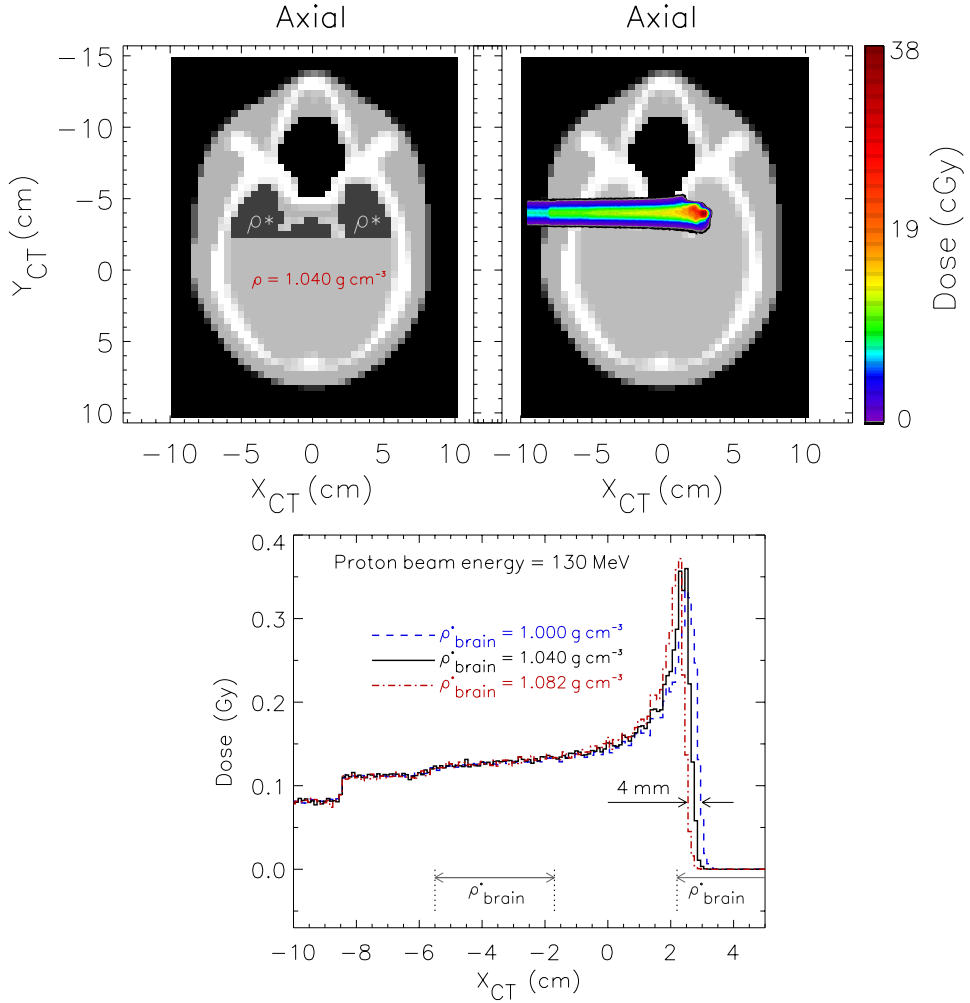 Axial
Axial
−15
−10
−5
0
5
10
Y_CT (cm)
ρ* ρ*
ρ = 1.040 g cm⁻³
−10 −5 0 5 10
X_CT (cm)
−10 −5 0 5 10
X_CT (cm)
38
19
0
Dose (cGy)
Proton beam energy = 130 MeV
ρ*brain = 1.000 g cm⁻³
ρ*brain = 1.040 g cm⁻³
ρ*brain = 1.082 g cm⁻³
4 mm
ρ*brain
ρ*brain
0.4
0.3
0.2
0.1
0.0
Dose (Gy)
−10 −8 −6 −4 −2 0 2 4
X_CT (cm)